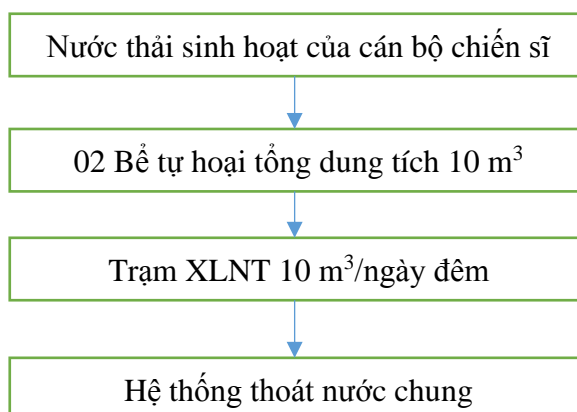 Nước thải sinh hoạt của cán bộ chiến sĩ
02 Bể tự hoại tổng dung tích 10 m³
Trạm XLNT 10 m³/ngày đêm
Hệ thống thoát nước chung